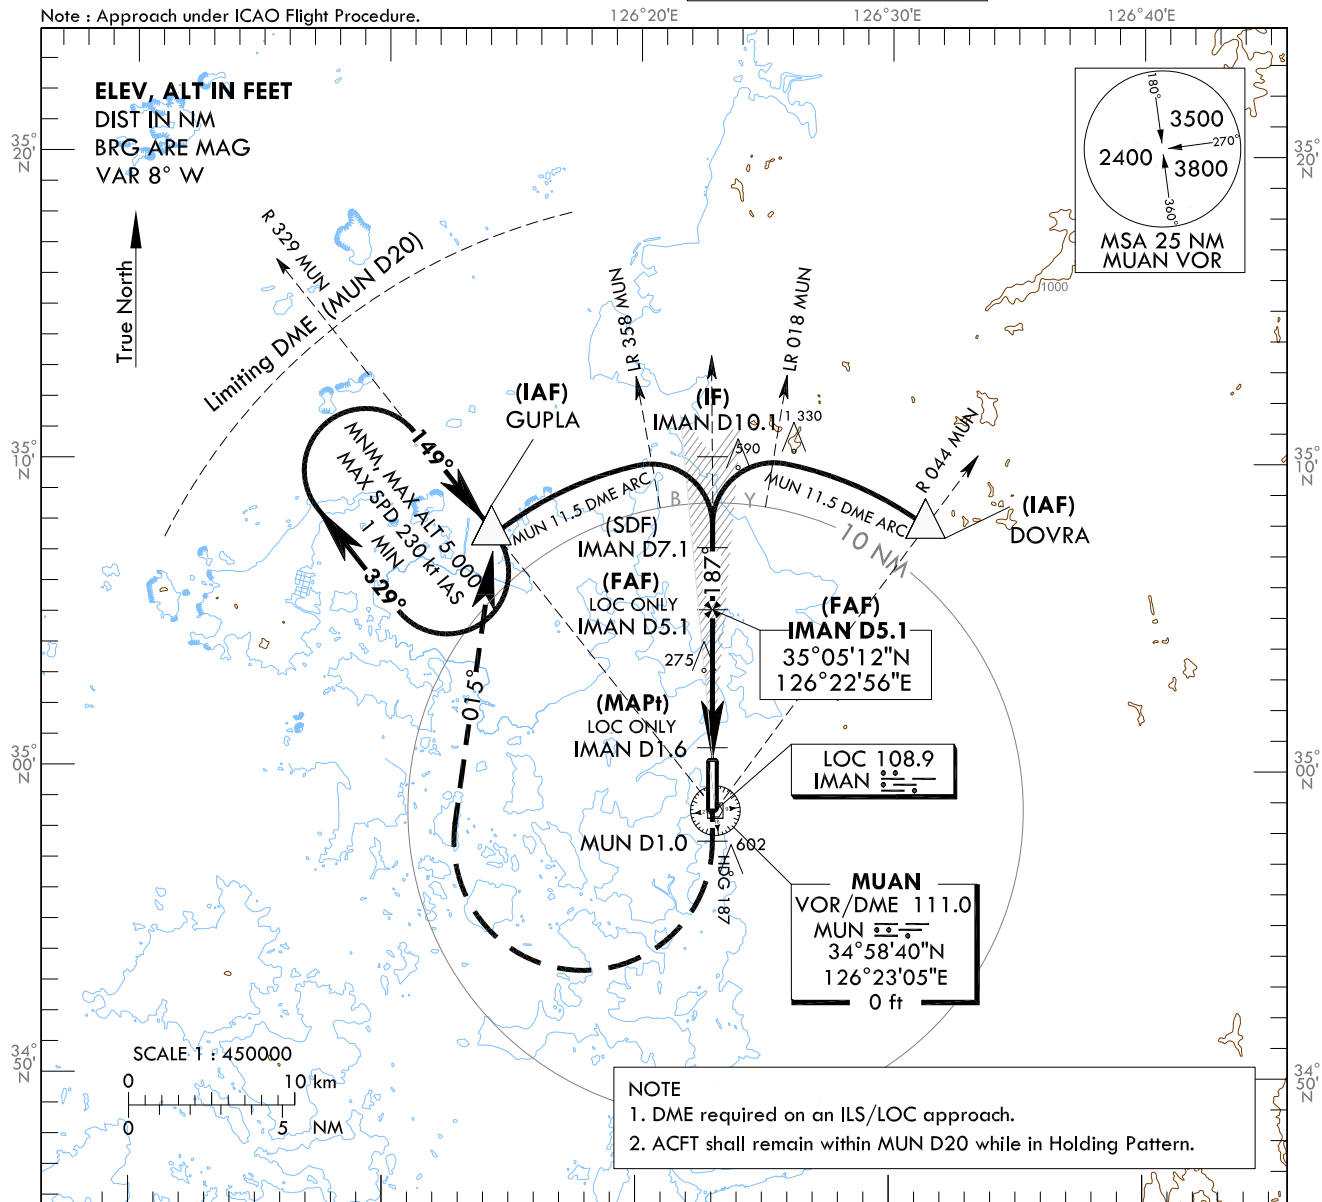 Note : Approach under ICAO Flight Procedure.
126°20'
126°30'
126°40'
ELEV, ALT IN FEET
DIST IN NM
BRG ARE MAG
VAR 8° W
True North
35°
20'
N
35°
20'
N
180°
3500
270°
2400
3800
360°
MSA 25 NM
MUAN VOR
1000
R 329 MUN
Limiting DME (MUN D20)
LR 358 MUN
LR 018 MUN
R 044 MUN
(IAF)
GUPLA
(IF)
IMAN D10.1
1 330
590
35°
10'
N
35°
10'
N
149°
MNM, MAX ALT 5 000
MAX SPD 230 kt IAS
1 MIN
329°
MUN 11.5 DME ARC
MUN 11.5 DME ARC
B
Y
10 NM
(IAF)
DOVRA
(SDF)
IMAN D7.1
187°
(FAF)
LOC ONLY
IMAN D5.1
(FAF)
IMAN D5.1
35°05'12"N
126°22'56"E
275
015°
(MAPt)
LOC ONLY
IMAN D1.6
35°
00'
N
35°
00'
N
LOC 108.9
IMAN
MUN D1.0
602
HDG 187
MUAN
VOR/DME 111.0
MUN
34°58'40"N
126°23'05"E
0 ft
34°
50'
N
34°
50'
N
SCALE 1 : 450000
0
10 km
0
5
NM
NOTE
1. DME required on an ILS/LOC approach.
2. ACFT shall remain within MUN D20 while in Holding Pattern.